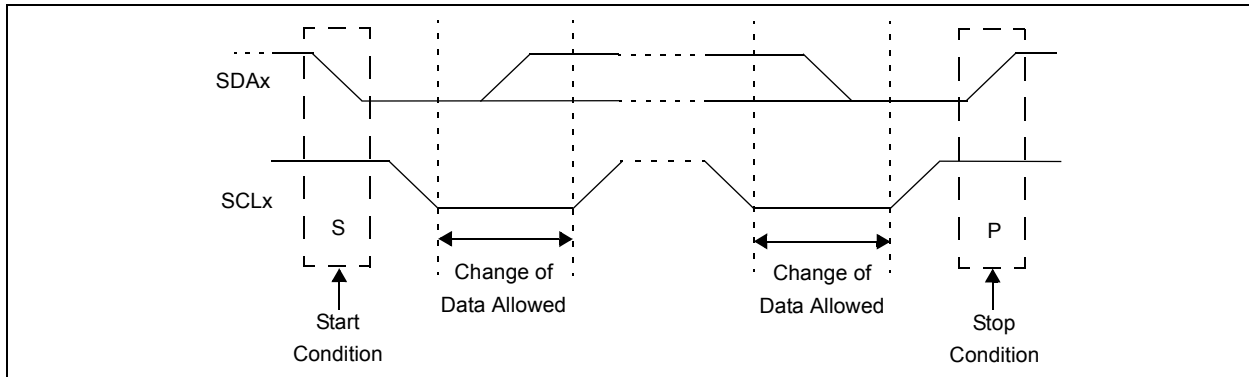 SDAx
SCLx
S
P
Change of
Data Allowed
Change of
Data Allowed
Start
Condition
Stop
Condition